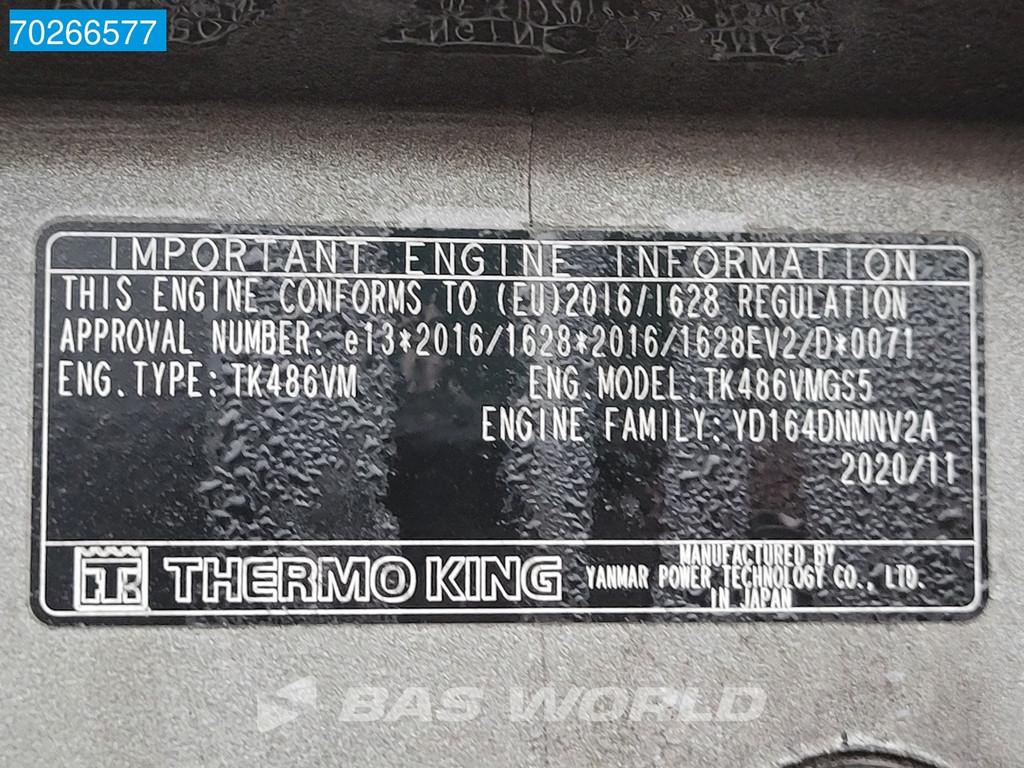 70266577
ENGINE
IMPORTANT ENGINE INFORMATION
THIS ENGINE CONFORMS TO (EU)2016/1628 REGULATION
APPROVAL NUMBER: e13*2016/1628*2016/1628EV2/D*0071
ENG.TYPE: TK486VM ENG.MODEL:TK486VMGS5
ENGINE FAMILY:YD164DNMNV2A
2020/11
TK THERMO KING
MANUFACTURED BY
YANMAR POWER TECHNOLOGY CO., LTD.
IN JAPAN
BAS WORLD